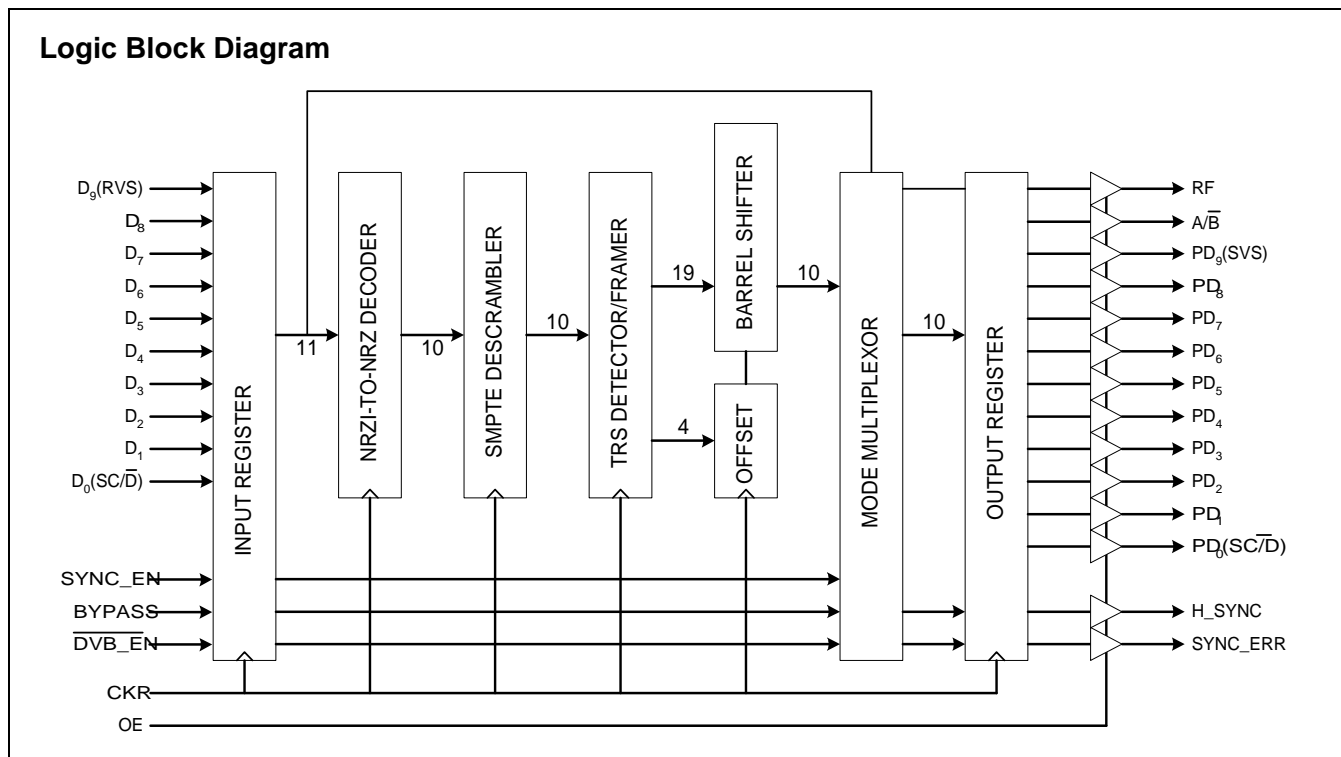 Logic Block Diagram
D9(RVS)
D8
D7
D6
D5
D4
D3
D2
D1
D0(SC/D̅)
SYNC_EN
BYPASS
D̅V̅B̅_̅E̅N̅
CKR
OE
INPUT REGISTER
11
NRZI-TO-NRZ DECODER
10
SMPTE DESCRAMBLER
10
TRS DETECTOR/FRAMER
19
4
BARREL SHIFTER
OFFSET
10
MODE MULTIPLEXOR
10
OUTPUT REGISTER
RF
A/B̅
PD9(SVS)
PD8
PD7
PD6
PD5
PD4
PD3
PD2
PD1
PD0(SC/D̅)
H_SYNC
SYNC_ERR